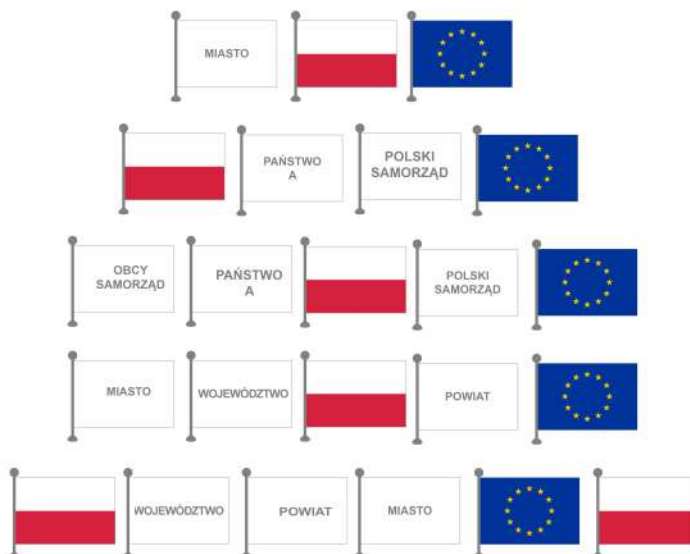 MIASTO
PAŃSTWO
A
POLSKI
SAMORZĄD
OBCY
SAMORZĄD
PAŃSTWO
A
POLSKI
SAMORZĄD
MIASTO
WOJEWÓDZTWO
POWIAT
WOJEWÓDZTWO
POWIAT
MIASTO